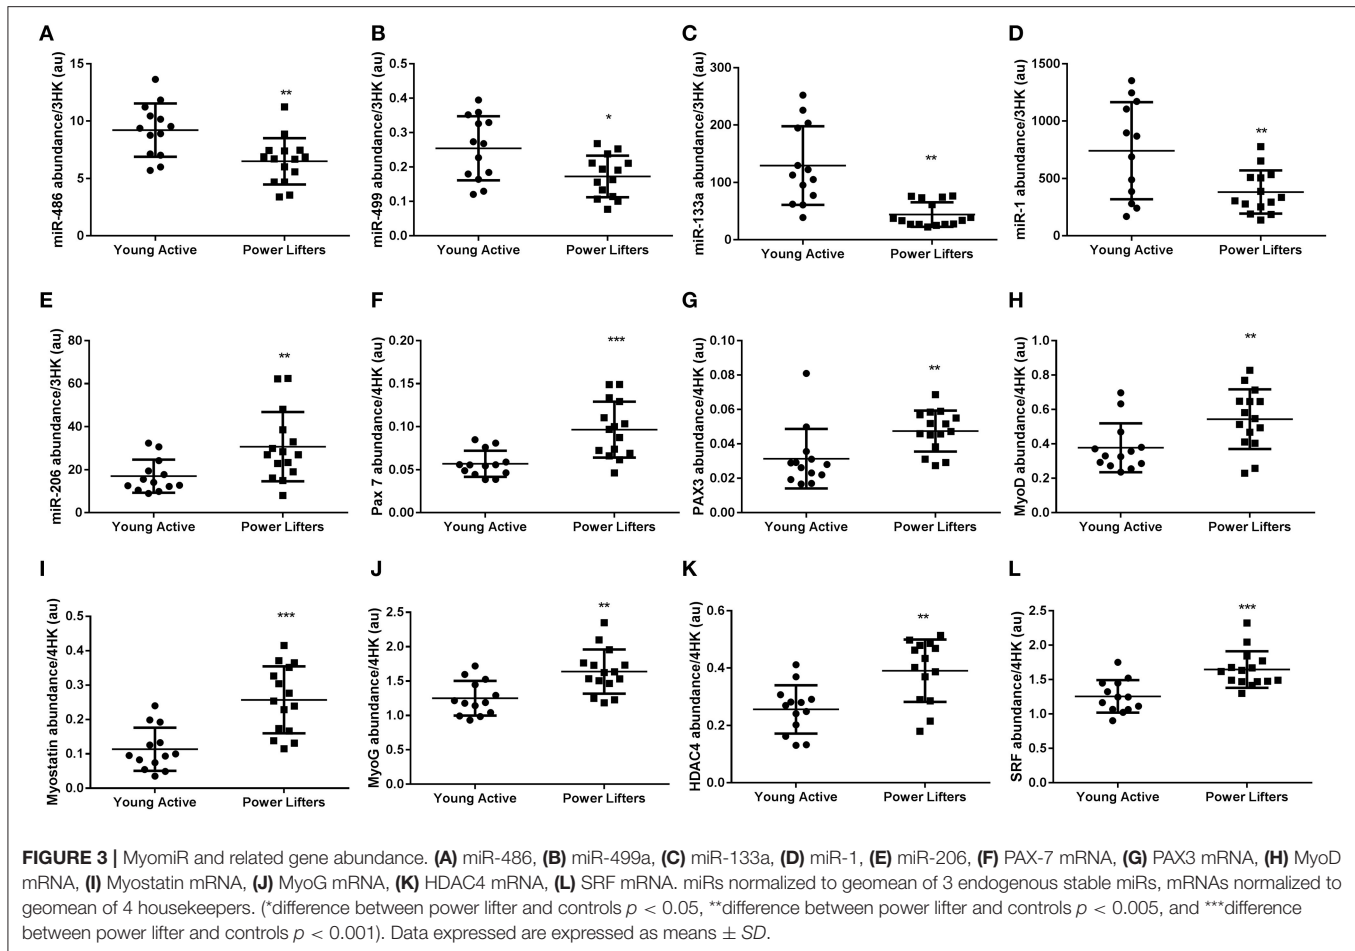 A
miR-486 abundance/3HK (au)
15
10
5
0
**
Young Active
Power Lifters
B
miR-499 abundance/3HK (au)
0.5
0.4
0.3
0.2
0.1
0.0
*
Young Active
Power Lifters
C
miR-133a abundance/3HK (au)
300
200
100
0
**
Young Active
Power Lifters
D
miR-1 abundance/3HK (au)
1500
1000
500
0
**
Young Active
Power Lifters
E
miR-206 abundance/3HK (au)
80
60
40
20
0
**
Young Active
Power Lifters
F
Pax 7 abundance/4HK (au)
0.20
0.15
0.10
0.05
0.00
***
Young Active
Power Lifters
G
PAX3 abundance/4HK (au)
0.10
0.08
0.06
0.04
0.02
0.00
**
Young Active
Power Lifters
H
MyoD abundance/4HK (au)
1.0
0.8
0.6
0.4
0.2
0.0
**
Young Active
Power Lifters
I
Myostatin abundance/4HK (au)
0.5
0.4
0.3
0.2
0.1
0.0
***
Young Active
Power Lifters
J
MyoG abundance/4HK (au)
2.5
2.0
1.5
1.0
0.5
0.0
**
Young Active
Power Lifters
K
HDAC4 abundance/4HK (au)
0.6
0.4
0.2
0.0
**
Young Active
Power Lifters
L
SRF abundance/4HK (au)
2.5
2.0
1.5
1.0
0.5
0.0
***
Young Active
Power Lifters
FIGURE 3 | MyomiR and related gene abundance. (A) miR-486, (B) miR-499a, (C) miR-133a, (D) miR-1, (E) miR-206, (F) PAX-7 mRNA, (G) PAX3 mRNA, (H) MyoD
mRNA, (I) Myostatin mRNA, (J) MyoG mRNA, (K) HDAC4 mRNA, (L) SRF mRNA. miRs normalized to geomean of 3 endogenous stable miRs, mRNAs normalized to
geomean of 4 housekeepers. (*difference between power lifter and controls p < 0.05, **difference between power lifter and controls p < 0.005, and ***difference
between power lifter and controls p < 0.001). Data expressed are expressed as means ± SD.